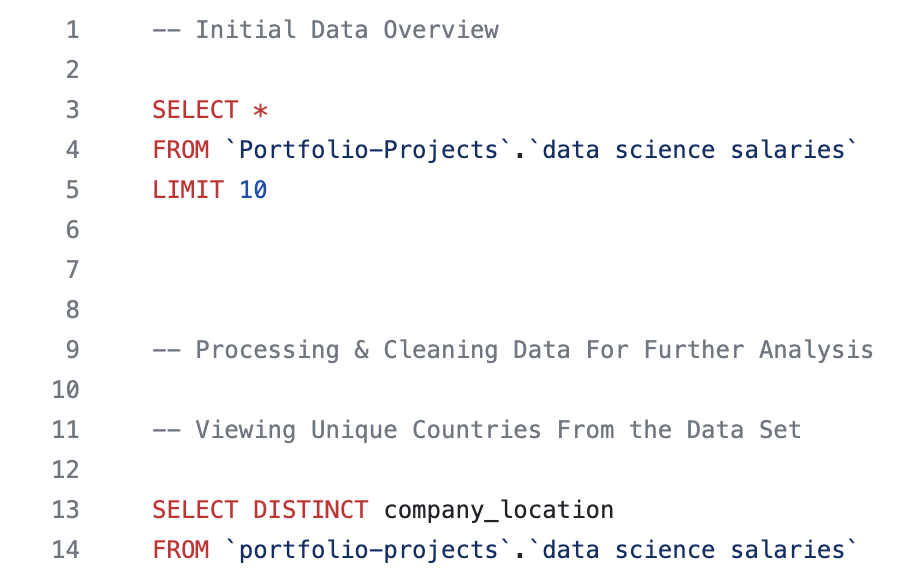 1 -- Initial Data Overview
2
3 SELECT *
4 FROM `Portfolio-Projects`.`data science salaries`
5 LIMIT 10
6
7
8
9 -- Processing & Cleaning Data For Further Analysis
10
11 -- Viewing Unique Countries From the Data Set
12
13 SELECT DISTINCT company_location
14 FROM `portfolio-projects`.`data science salaries`